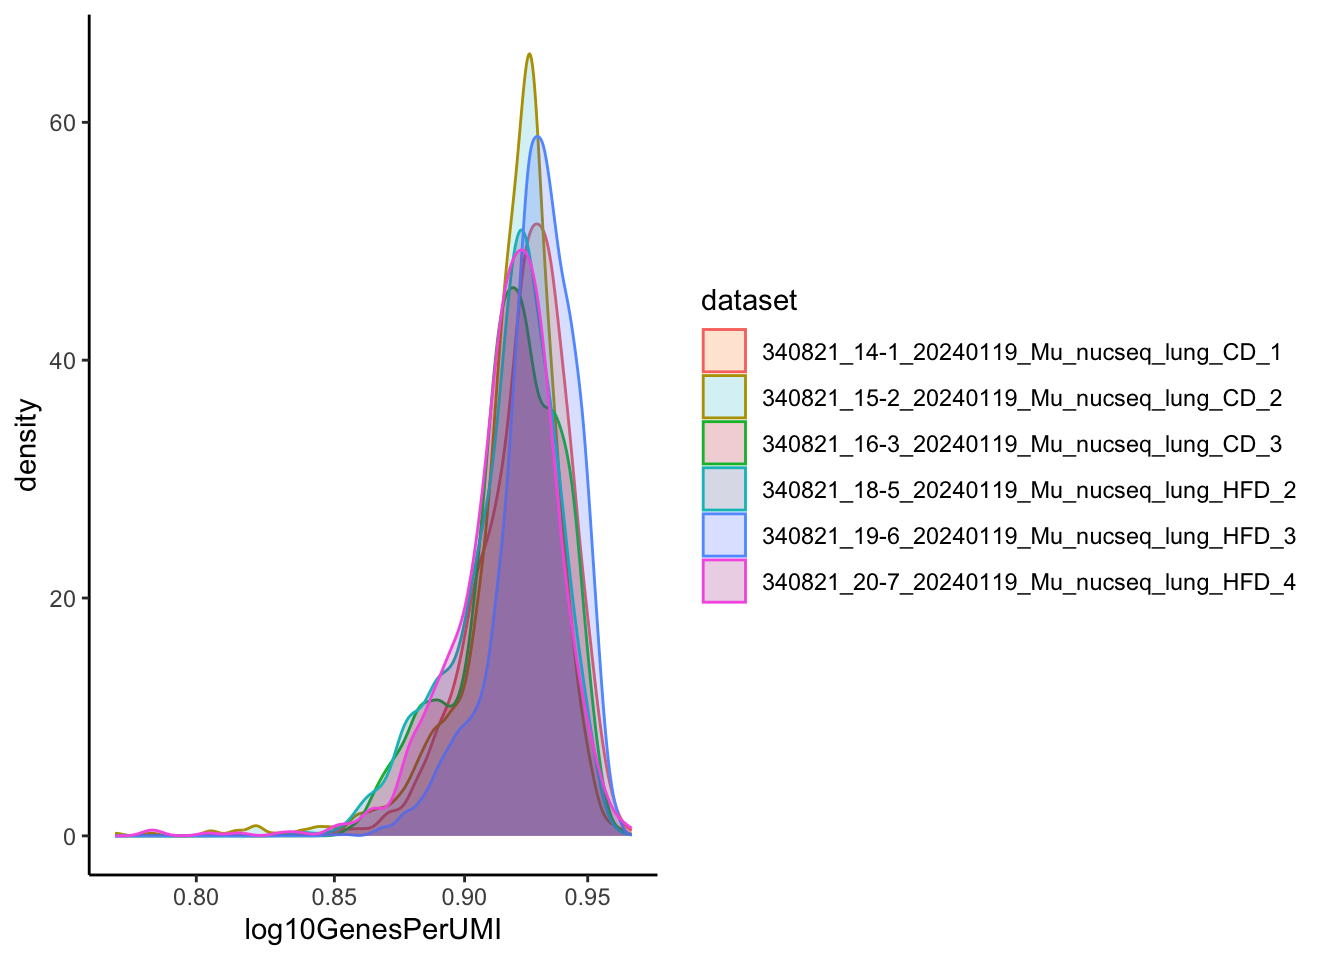 60
40
20
0
density
0.80
0.85
0.90
0.95
log10GenesPerUMI
dataset
340821_14-1_20240119_Mu_nucseq_lung_CD_1
340821_15-2_20240119_Mu_nucseq_lung_CD_2
340821_16-3_20240119_Mu_nucseq_lung_CD_3
340821_18-5_20240119_Mu_nucseq_lung_HFD_2
340821_19-6_20240119_Mu_nucseq_lung_HFD_3
340821_20-7_20240119_Mu_nucseq_lung_HFD_4